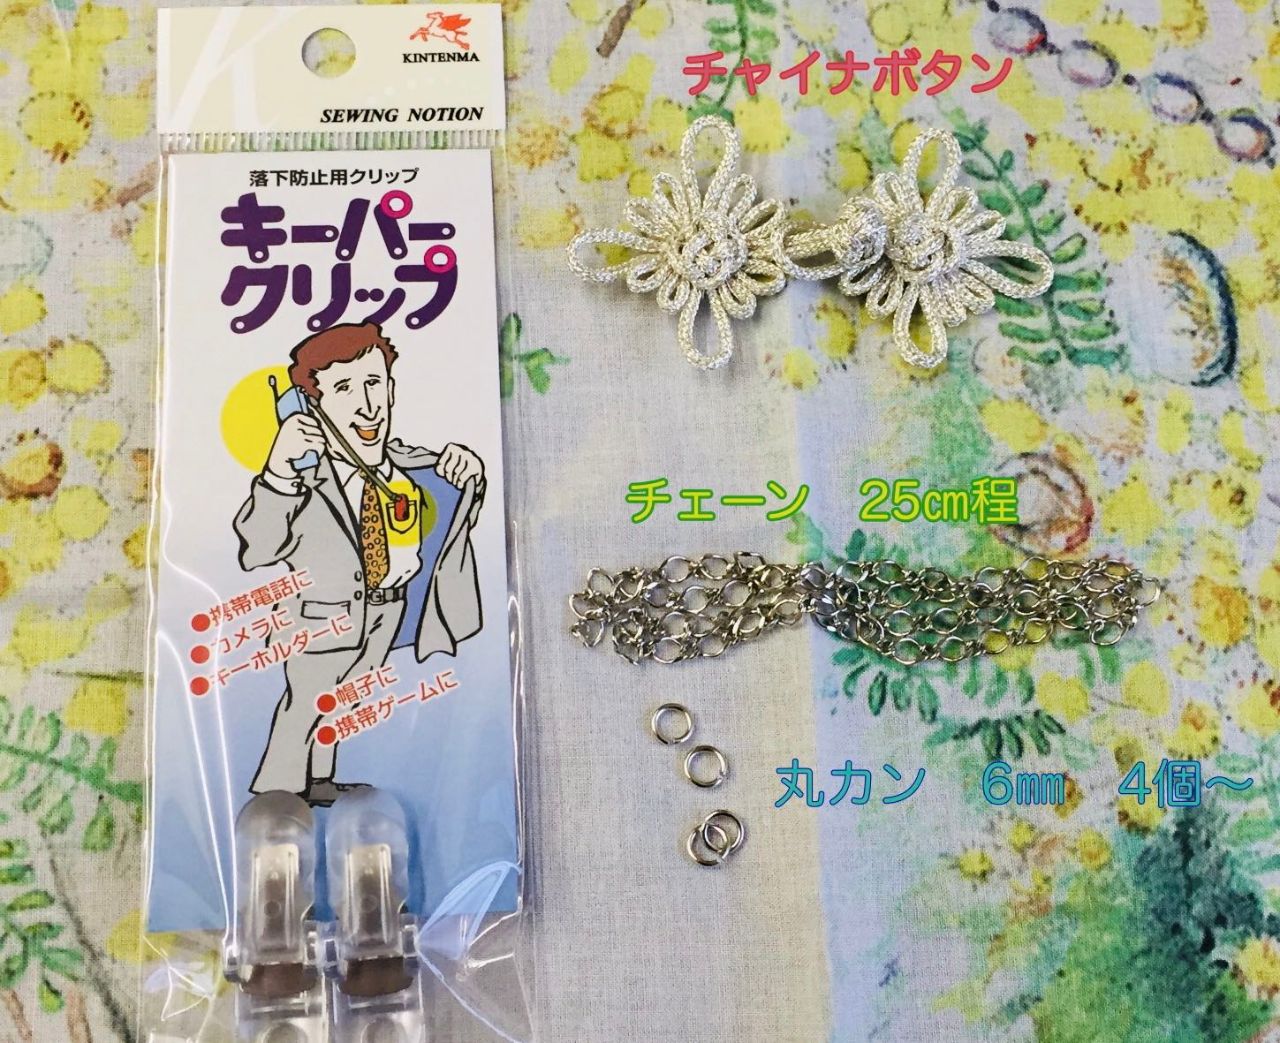 KINTENMA
SEWING NOTION
落下防止用クリップ
キーパー
クリップ
●携帯電話に
●カメラに
●キーホルダーに
●帽子に
●携帯ゲームに
チャイナボタン
チェーン 25㎝程
丸カン 6㎜ 4個〜